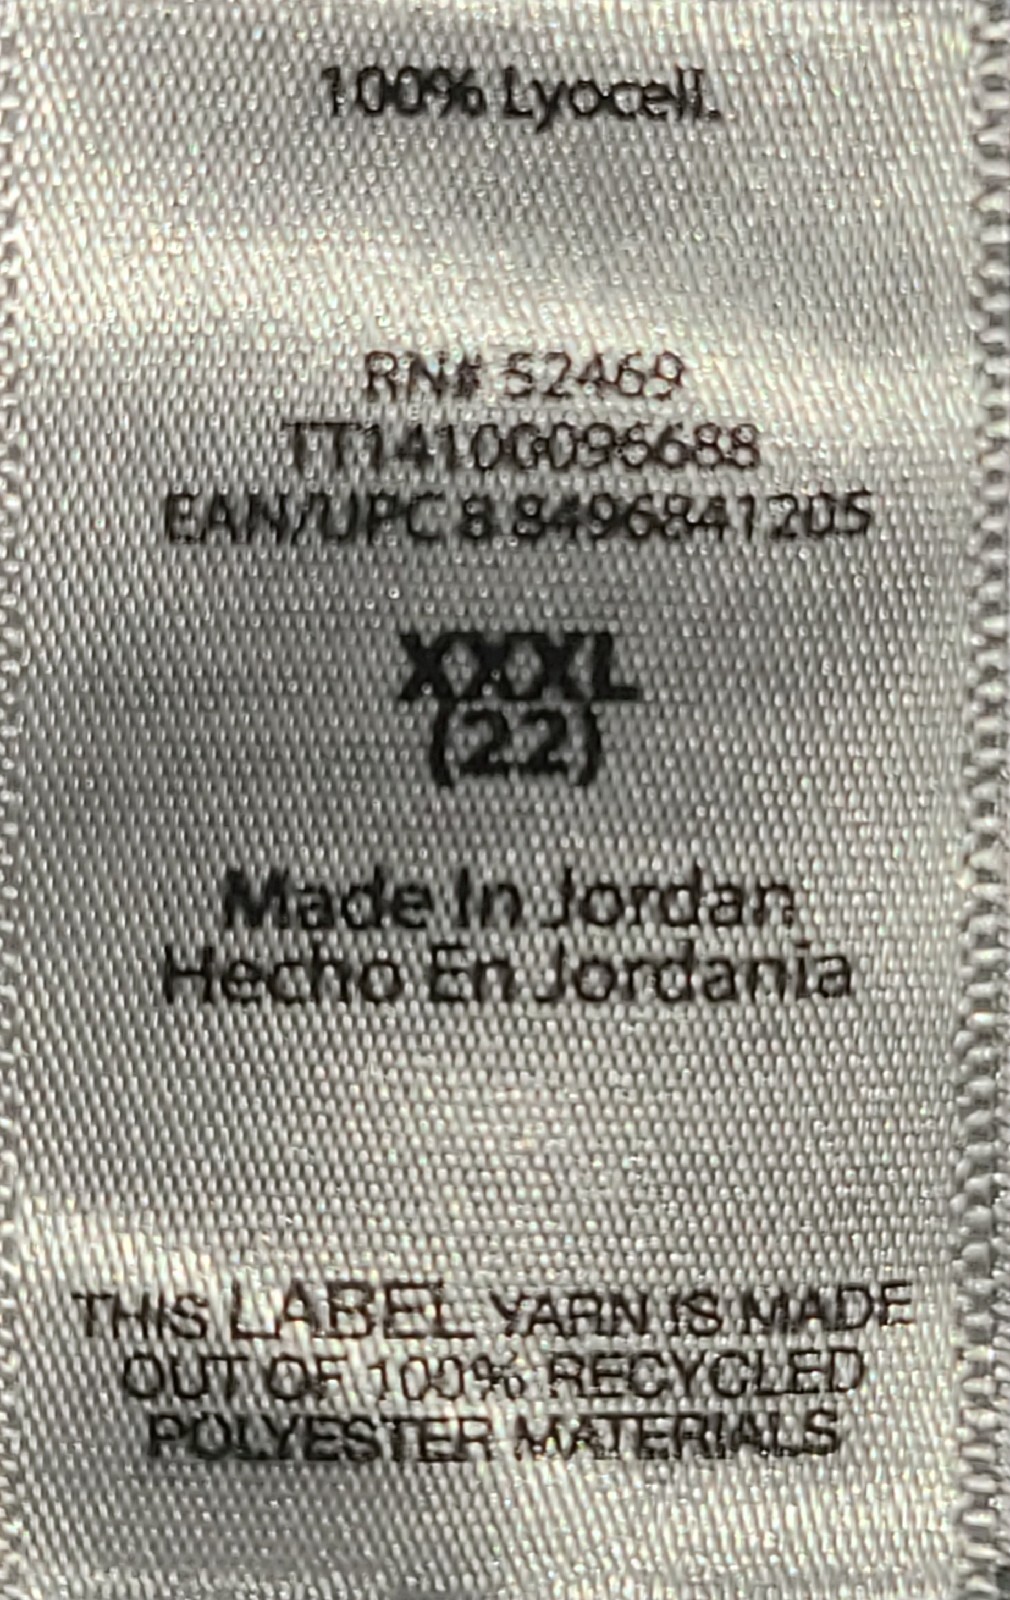 100% Lyocell.
RN# 52469
TT14100096688
EAN/UPC 8 8496841205
XXXL
(22)
Made In Jordan
Hecho En Jordania
THIS LABEL YARN IS MADE
OUT OF 100% RECYCLED
POLYESTER MATERIALS